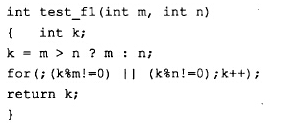 int test_f1(int m, int n)
{ int k;
k = m > n ? m : n;
for(;(k%m!=0) || (k%n!=0);k++);
return k;
}